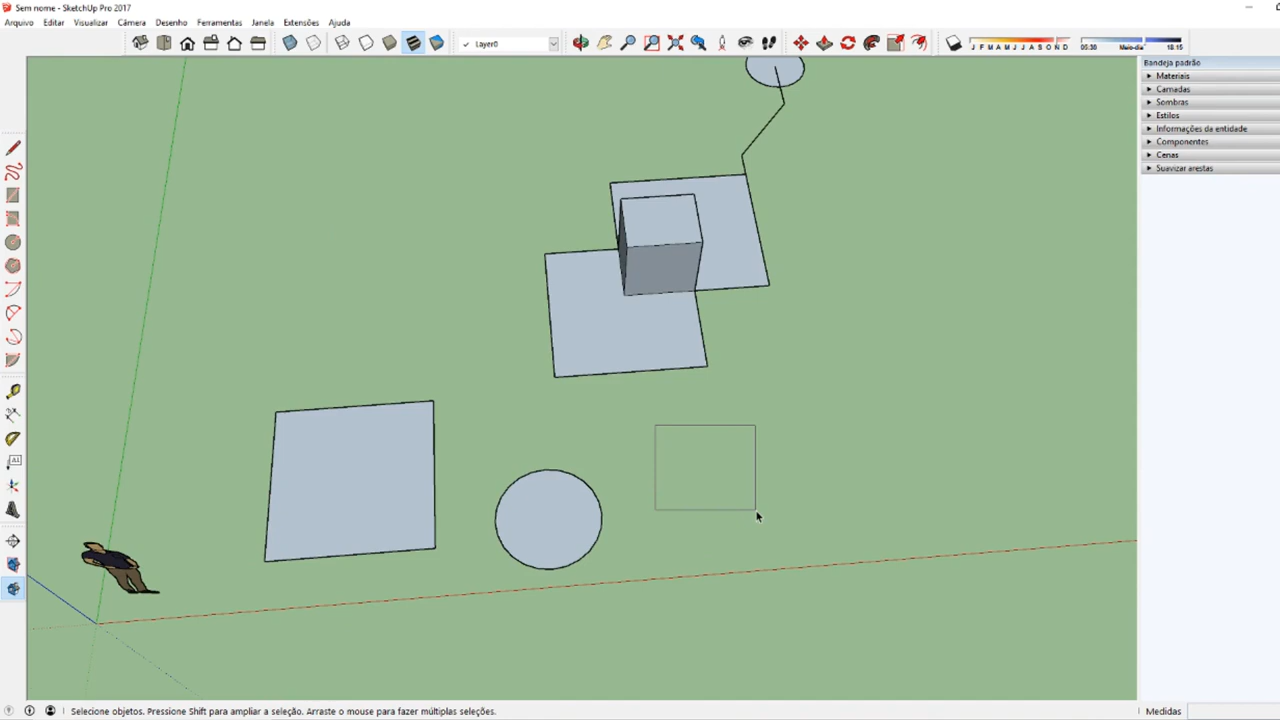 Sem nome - SketchUp Pro 2017
Arquivo Editar Visualizar Câmera Desenho Ferramentas Janela Extensões Ajuda
Layer0
J F M A M J J A S O N D 05:30 Meio-dia 18:15
Bandeja padrão
Materiais
Camadas
Sombras
Estilos
Informações da entidade
Componentes
Cenas
Suavizar arestas
A1
Selecione objetos. Pressione Shift para ampliar a seleção. Arraste o mouse para fazer múltiplas seleções.
Medidas